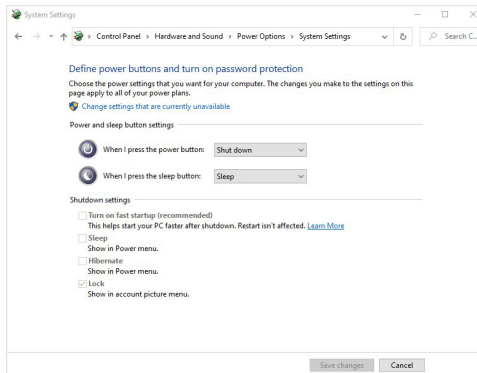 System Settings
Control Panel > Hardware and Sound > Power Options > System Settings
Search C...
Define power buttons and turn on password protection
Choose the power settings that you want for your computer. The changes you make to the settings on this
page apply to all of your power plans.
Change settings that are currently unavailable
Power and sleep button settings
When I press the power button: Shut down
When I press the sleep button: Sleep
Shutdown settings
Turn on fast startup (recommended)
This helps start your PC faster after shutdown. Restart isn't affected. Learn More
Sleep
Show in Power menu.
Hibernate
Show in Power menu.
Lock
Show in account picture menu.
Save changes Cancel